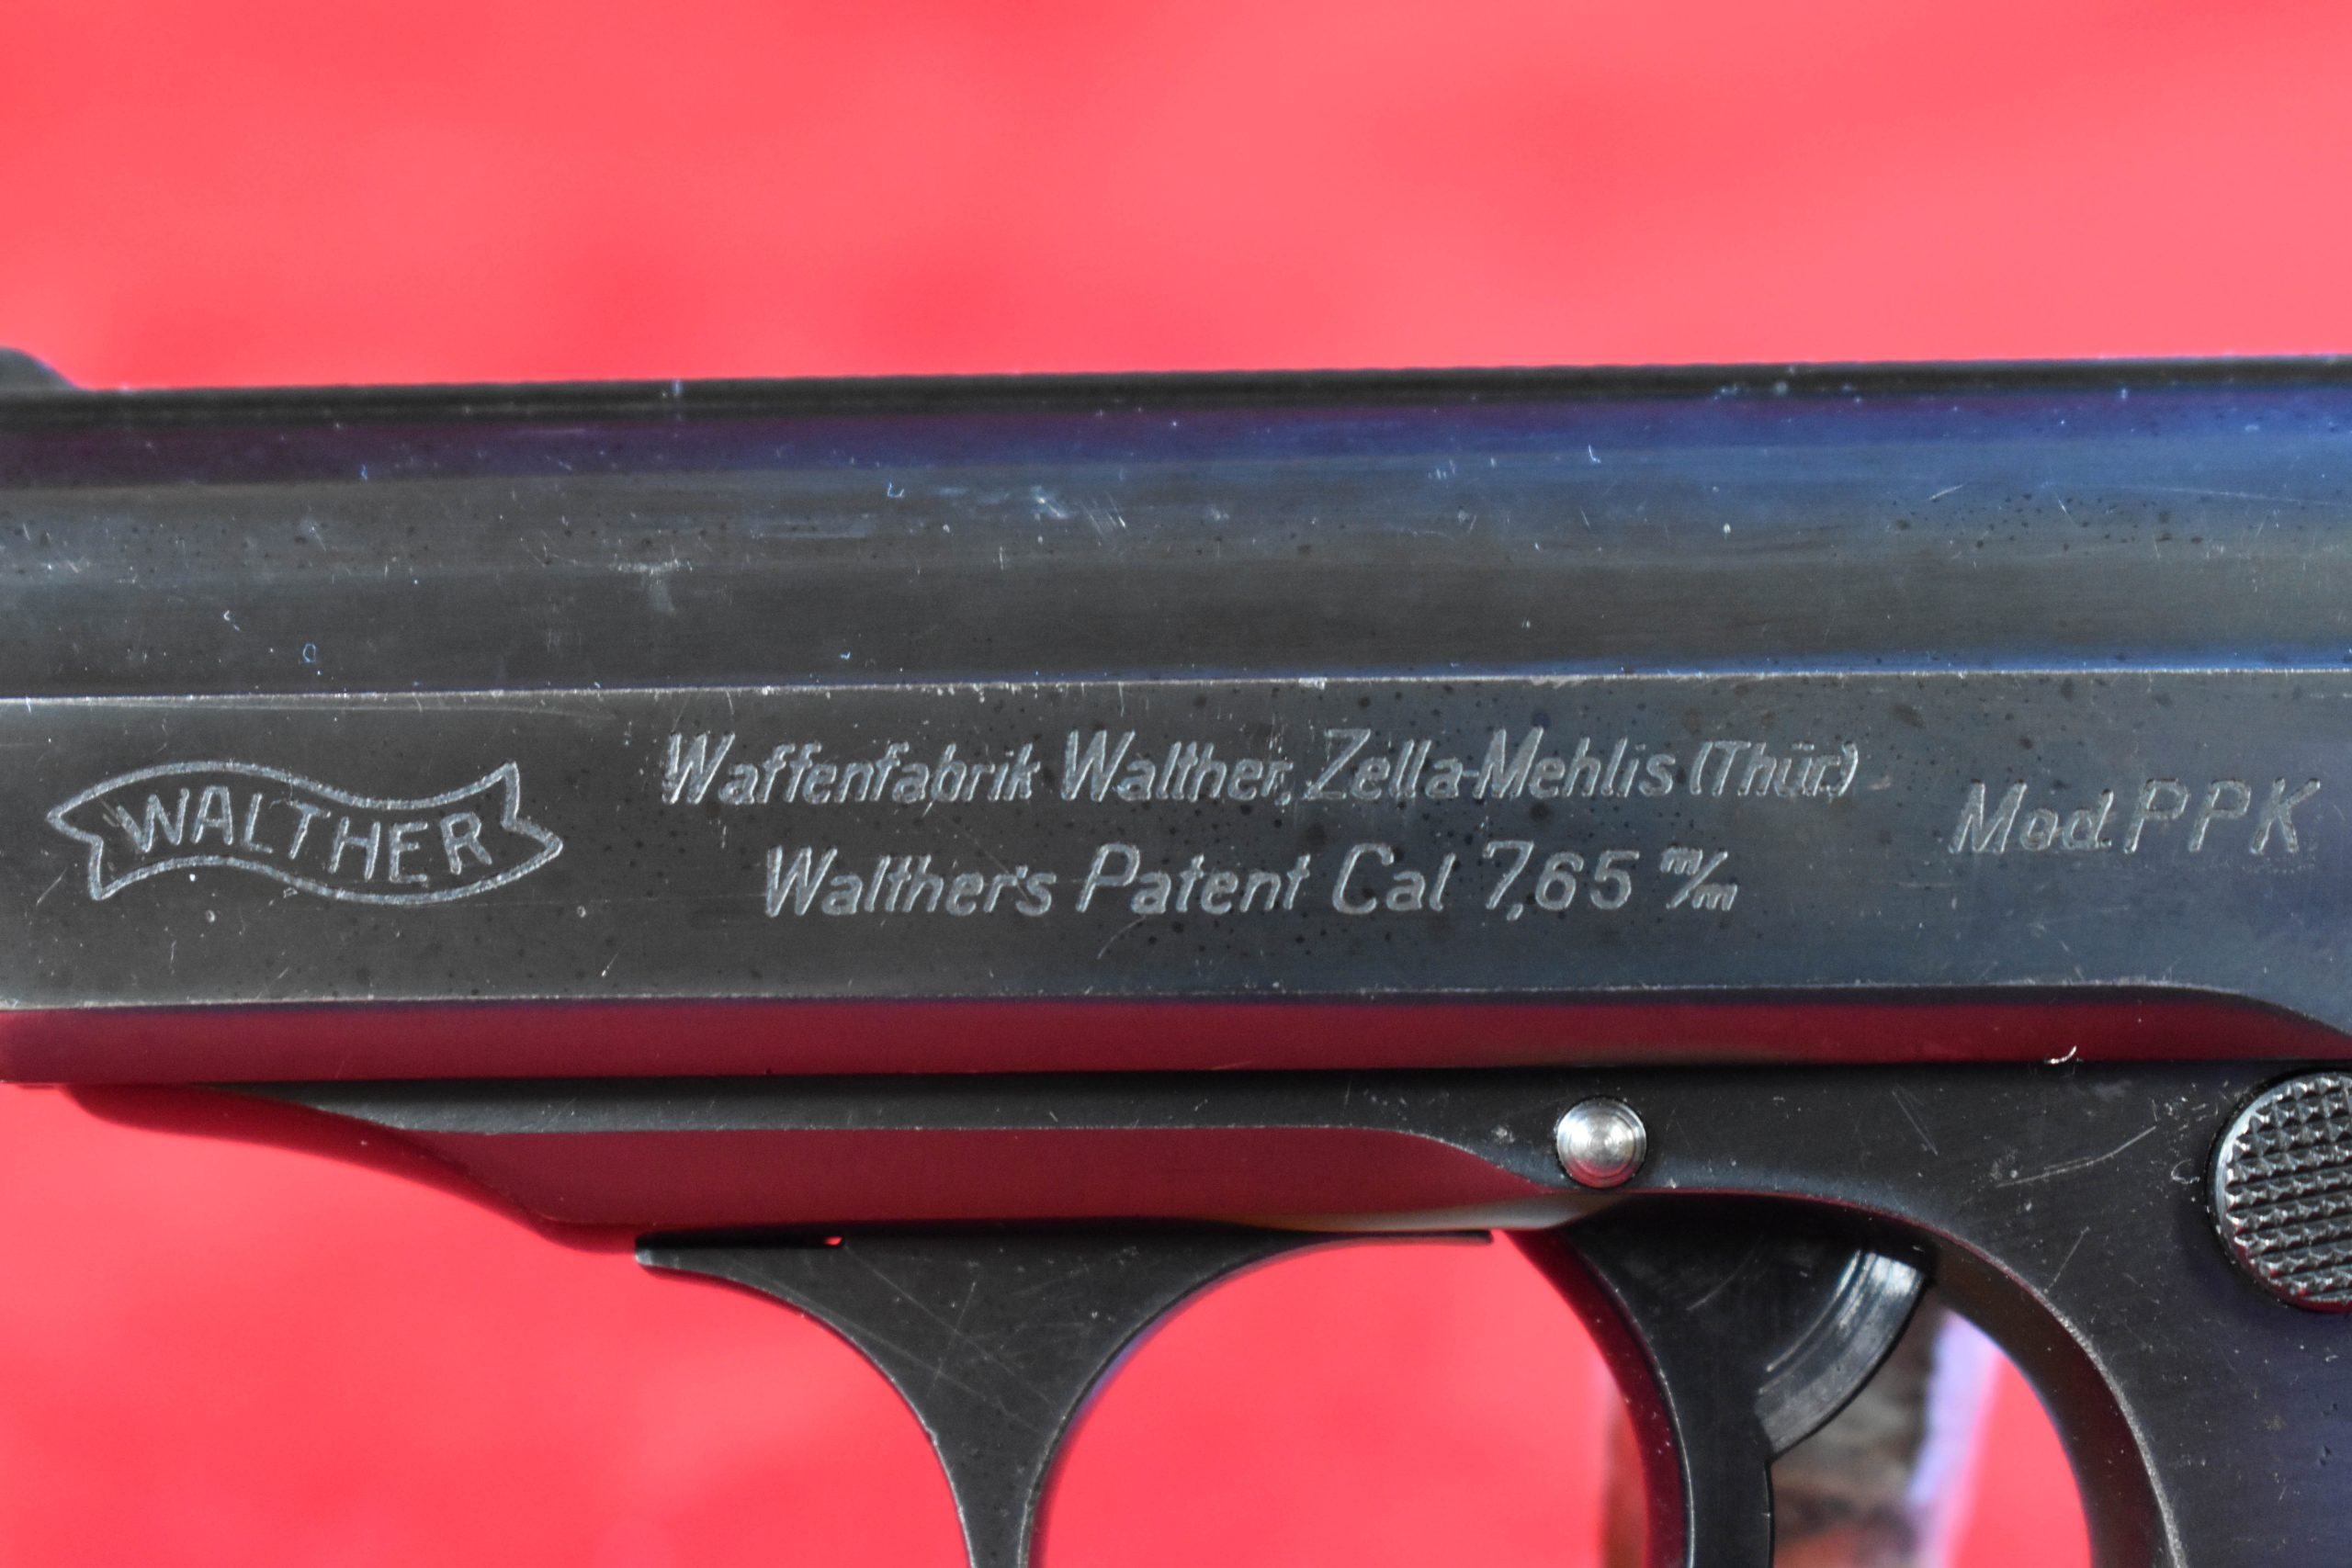 WALTHER
Waffenfabrik Walther, Zella-Mehlis (Thür.)
Walther's Patent Cal 7,65 m/m
Mod. PPK